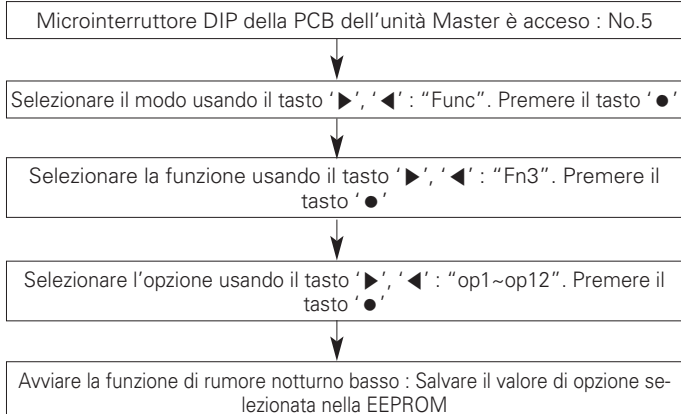 Microinterruttore DIP della PCB dell'unità Master è acceso : No.5
Selezionare il modo usando il tasto ‘▶’, ‘◀’ : “Func”. Premere il tasto ‘●’
Selezionare la funzione usando il tasto ‘▶’, ‘◀’ : “Fn3”. Premere il
tasto ‘●’
Selezionare l'opzione usando il tasto ‘▶’, ‘◀’ : “op1~op12”. Premere il
tasto ‘●’
Avviare la funzione di rumore notturno basso : Salvare il valore di opzione se-
lezionata nella EEPROM